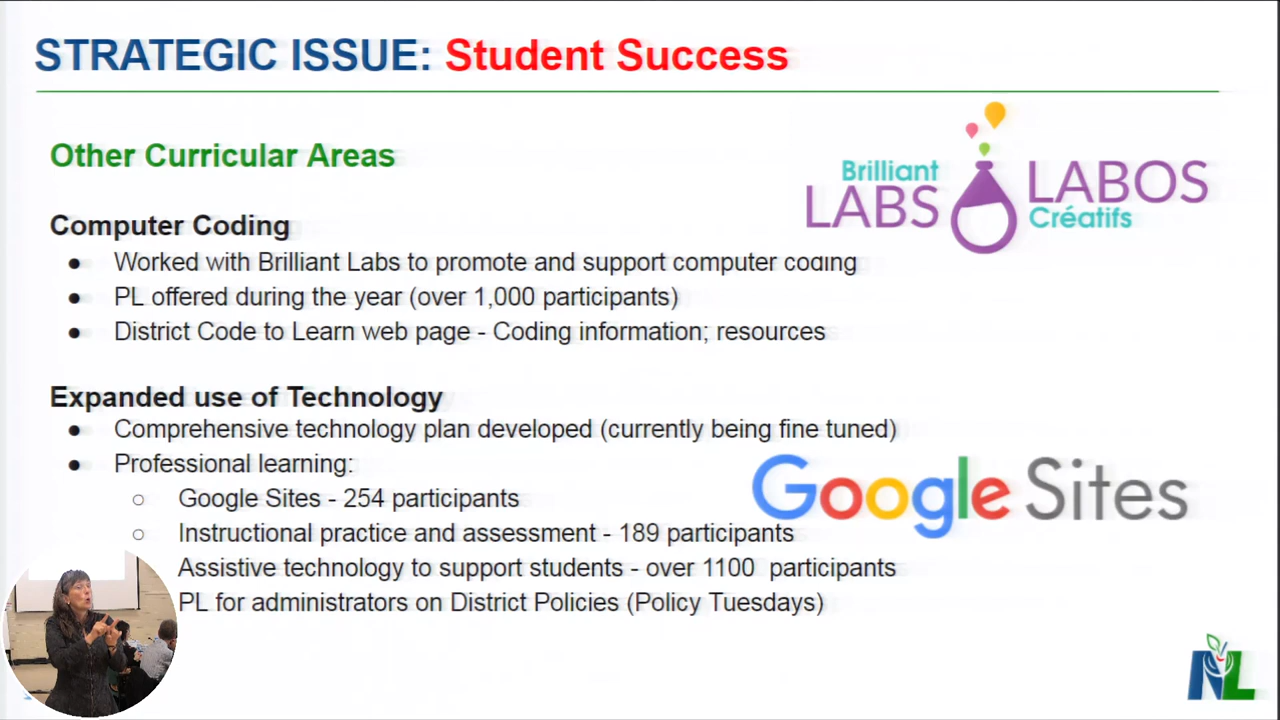 STRATEGIC ISSUE: Student Success
Brilliant
LABS
LABOS
Créatifs
Other Curricular Areas
Computer Coding
● Worked with Brilliant Labs to promote and support computer coding
● PL offered during the year (over 1,000 participants)
● District Code to Learn web page - Coding information; resources
Expanded use of Technology
● Comprehensive technology plan developed (currently being fine tuned)
● Professional learning:
○ Google Sites - 254 participants
Google Sites
○ Instructional practice and assessment - 189 participants
Assistive technology to support students - over 1100 participants
PL for administrators on District Policies (Policy Tuesdays)
NL